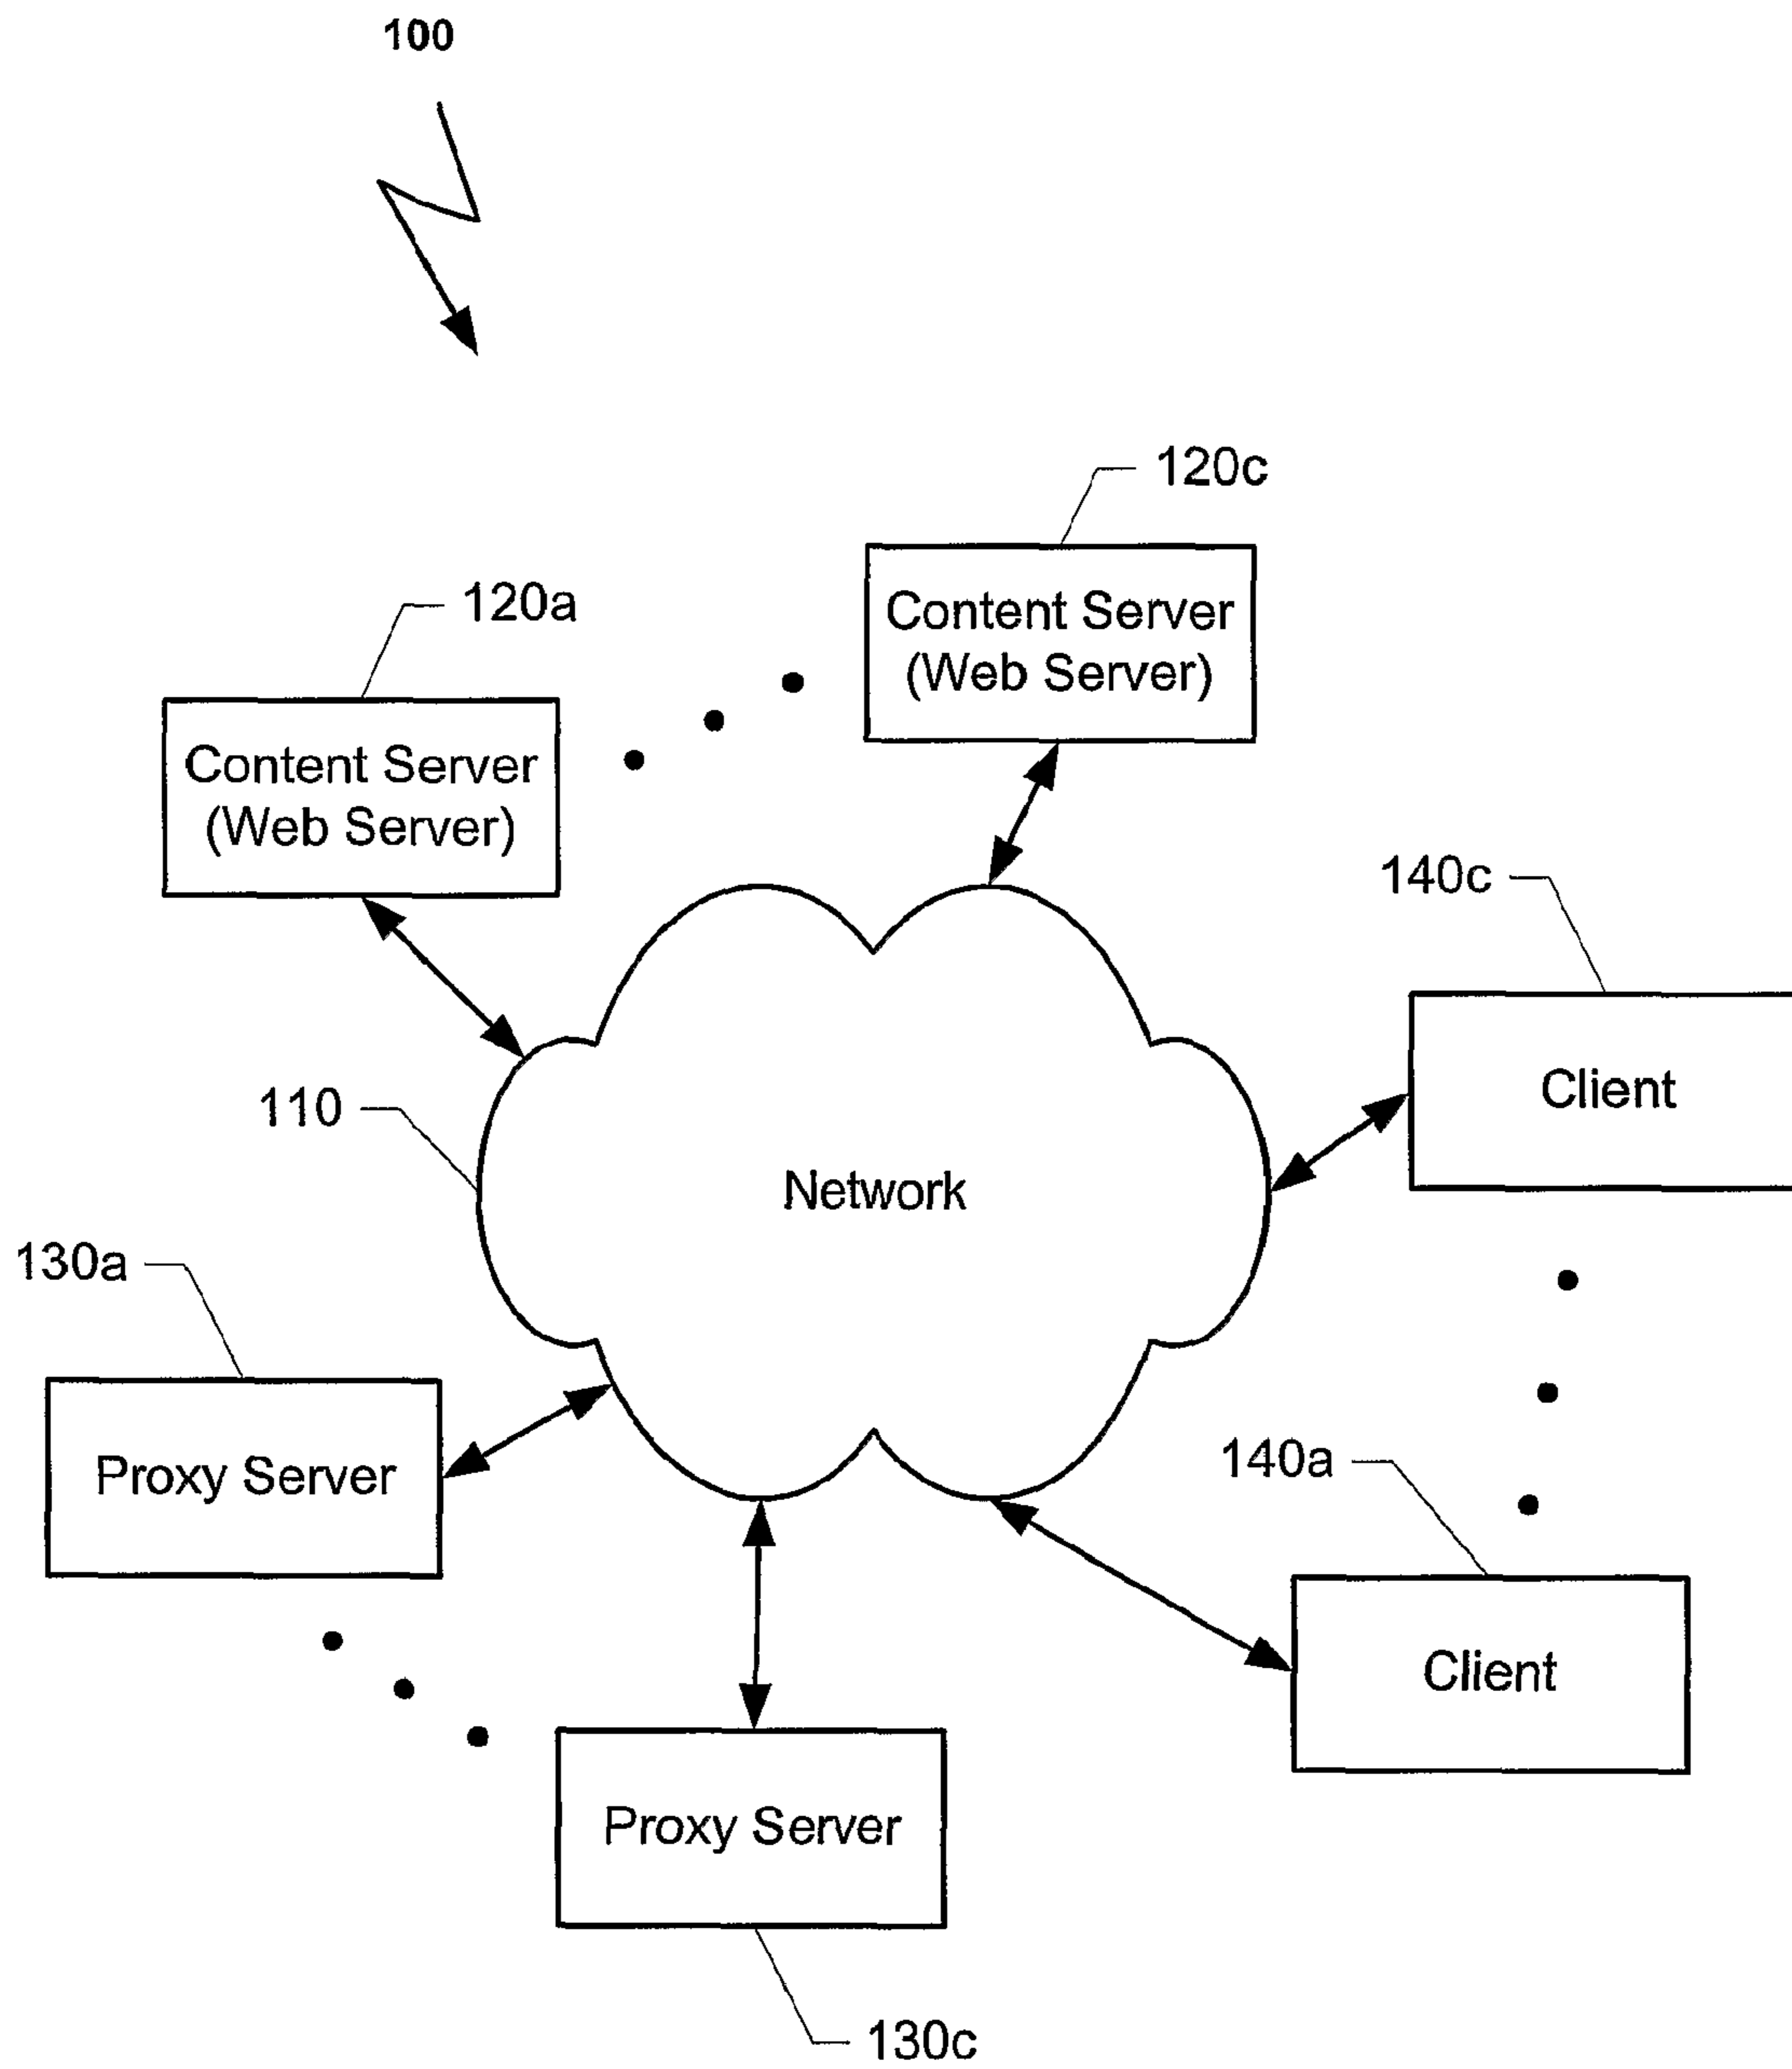 100
120c
Content Server
(Web Server)
120a
Content Server
(Web Server)
140c
Client
110
Network
130a
Proxy Server
140a
Client
Proxy Server
130c